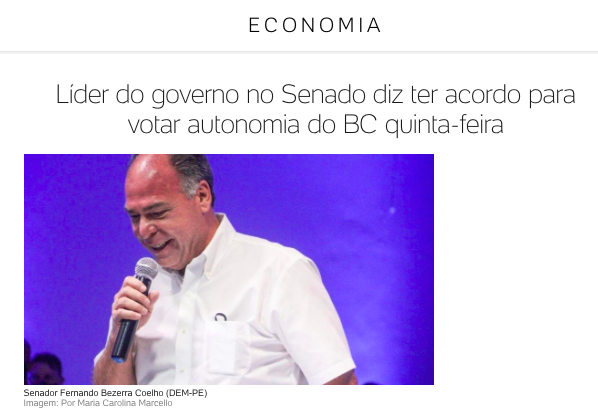 ECONOMIA
Líder do governo no Senado diz ter acordo para
votar autonomia do BC quinta-feira
Senador Fernando Bezerra Coelho (DEM-PE)
Imagem: Por Maria Carolina Marcello